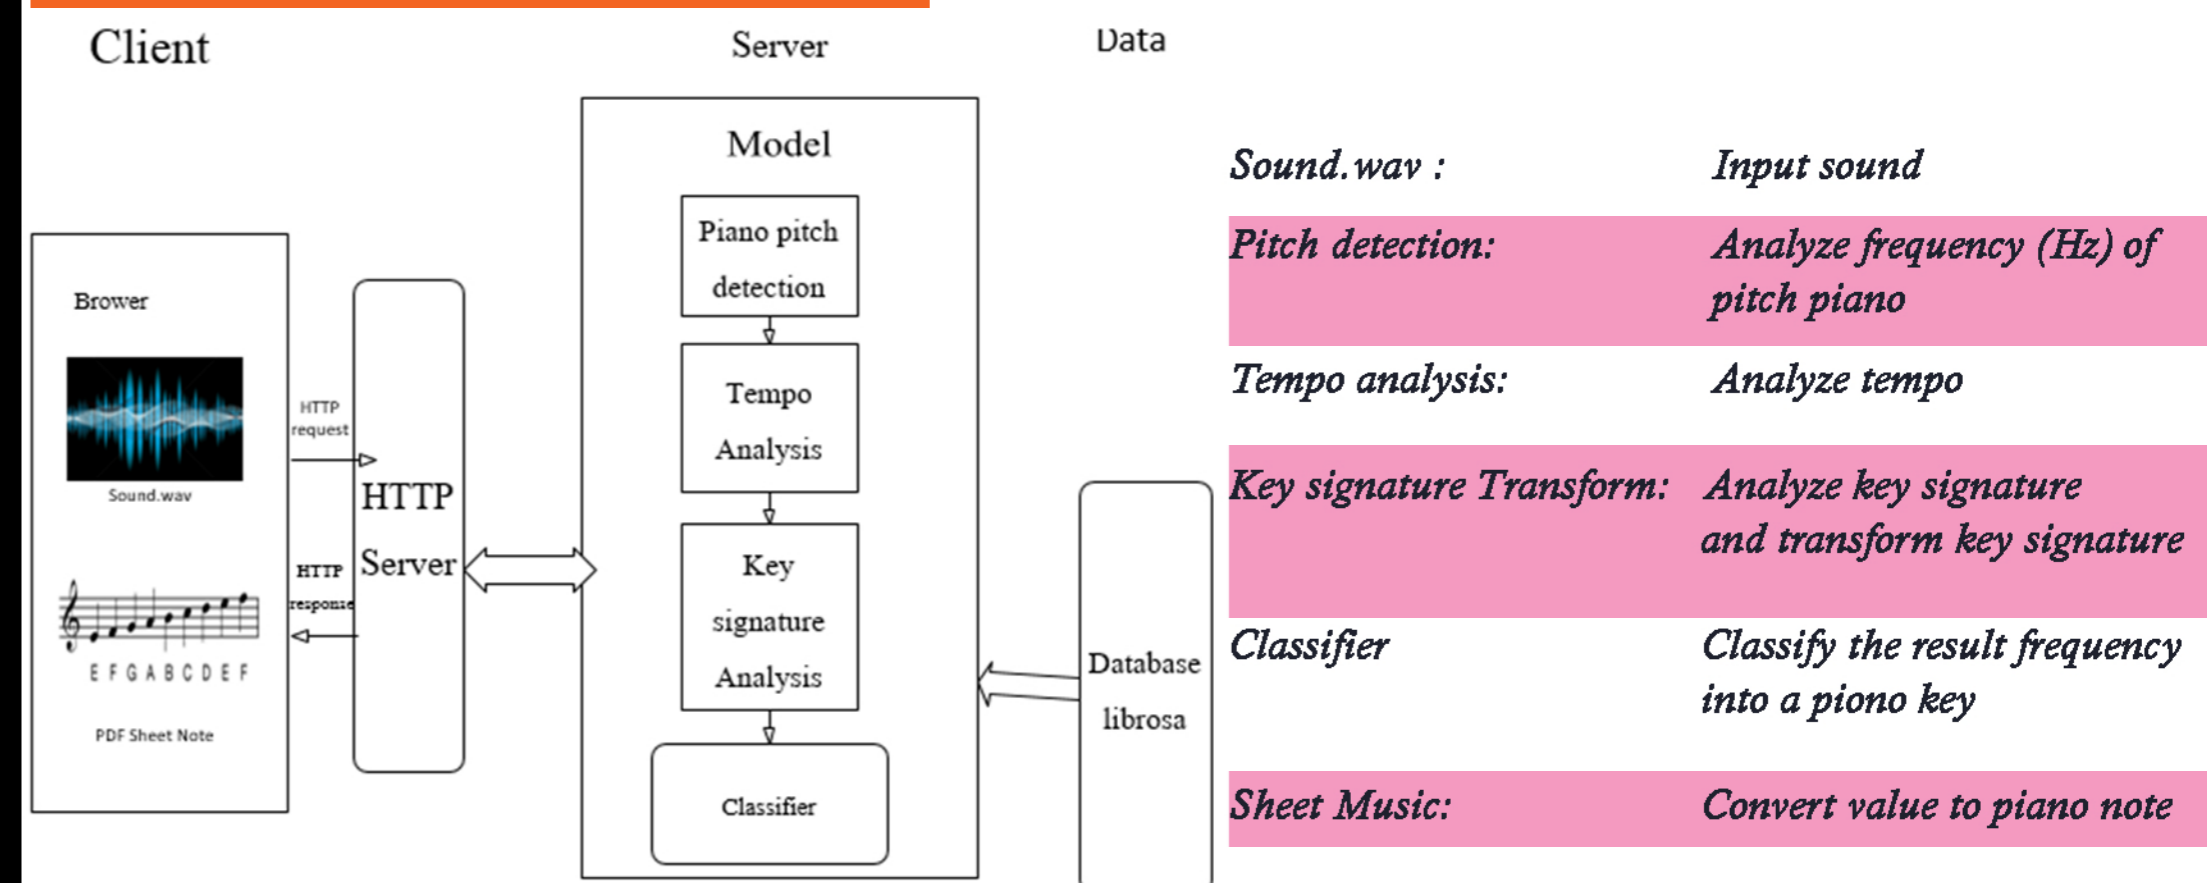 Client
Server
Data
Model
Piano pitch
detection
Tempo
Analysis
Key
signature
Analysis
Classifier
Brower
Sound.wav
E F G A B C D E F
PDF Sheet Note
HTTP
request
HTTP
response
HTTP
Server
Database
librosa
Sound.wav : Input sound
Pitch detection: Analyze frequency (Hz) of
pitch piano
Tempo analysis: Analyze tempo
Key signature Transform: Analyze key signature
and transform key signature
Classifier Classify the result frequency
into a piono key
Sheet Music: Convert value to piano note